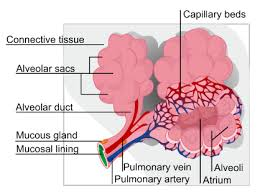 Capillary beds
Connective tissue
Alveolar sacs
Alveolar duct
Mucous gland
Mucosal lining
Pulmonary vein
Alveoli
Pulmonary artery
Atrium